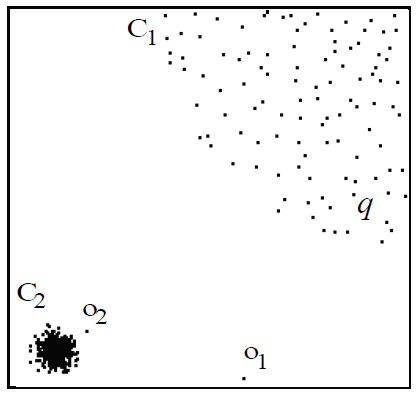 C₁
q
C₂
o₂
o₁